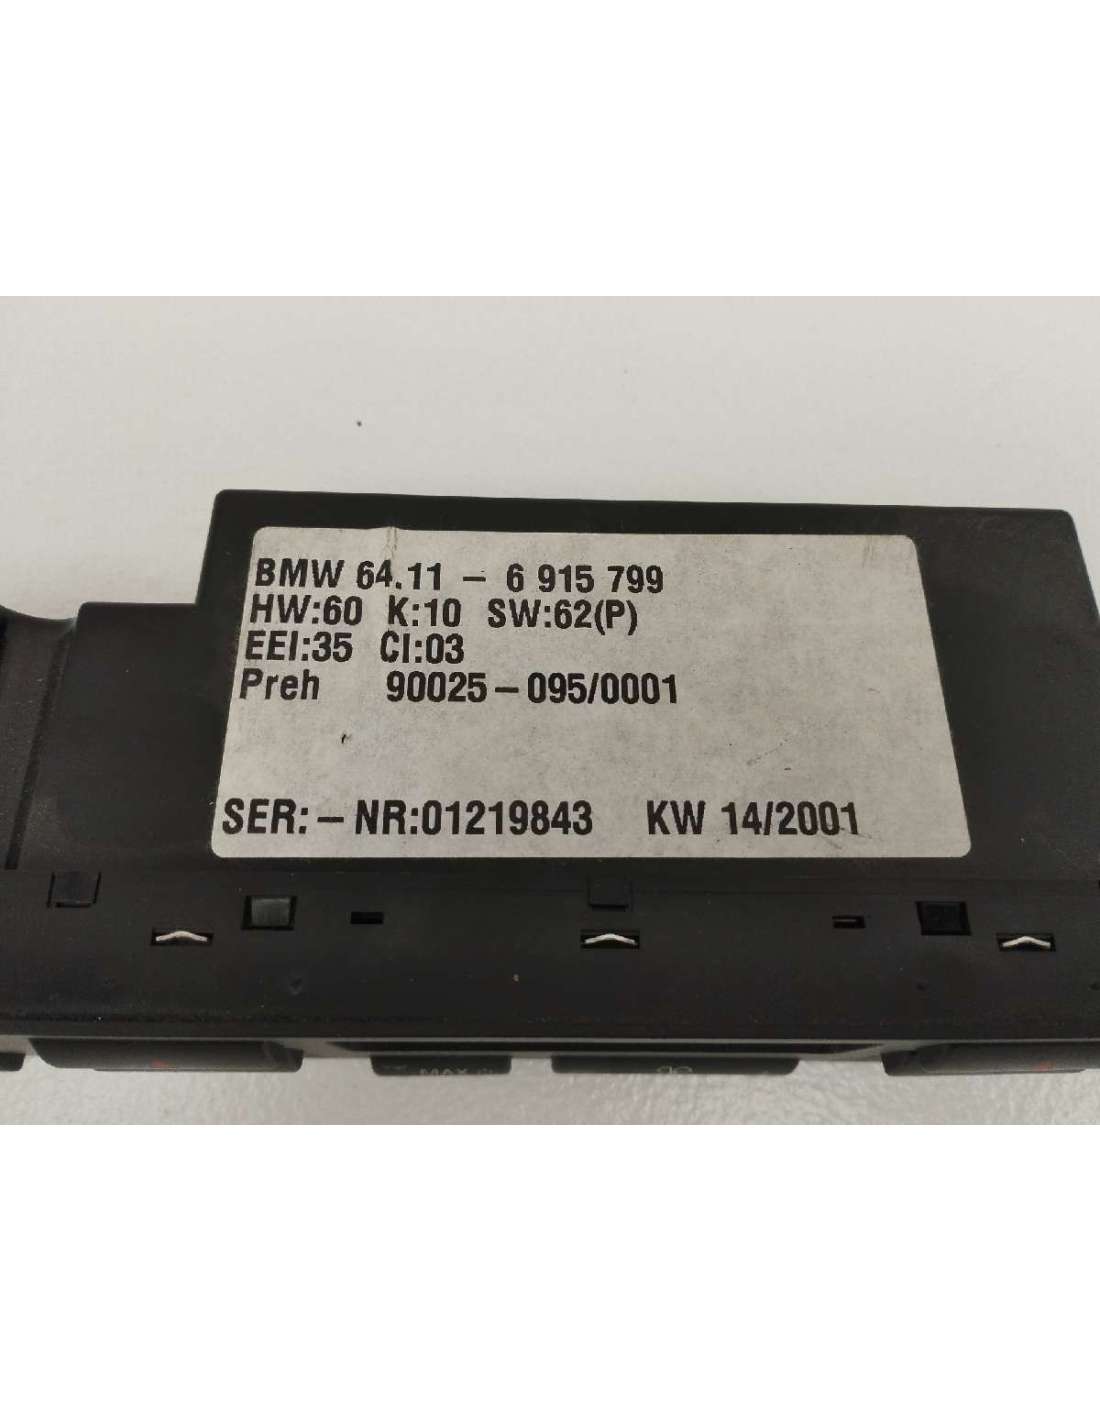 BMW 64.11 - 6 915 799
HW:60 K:10 SW:62(P)
EEI:35 CI:03
Preh 90025-095/0001
SER:-NR:01219843 KW 14/2001
MAX